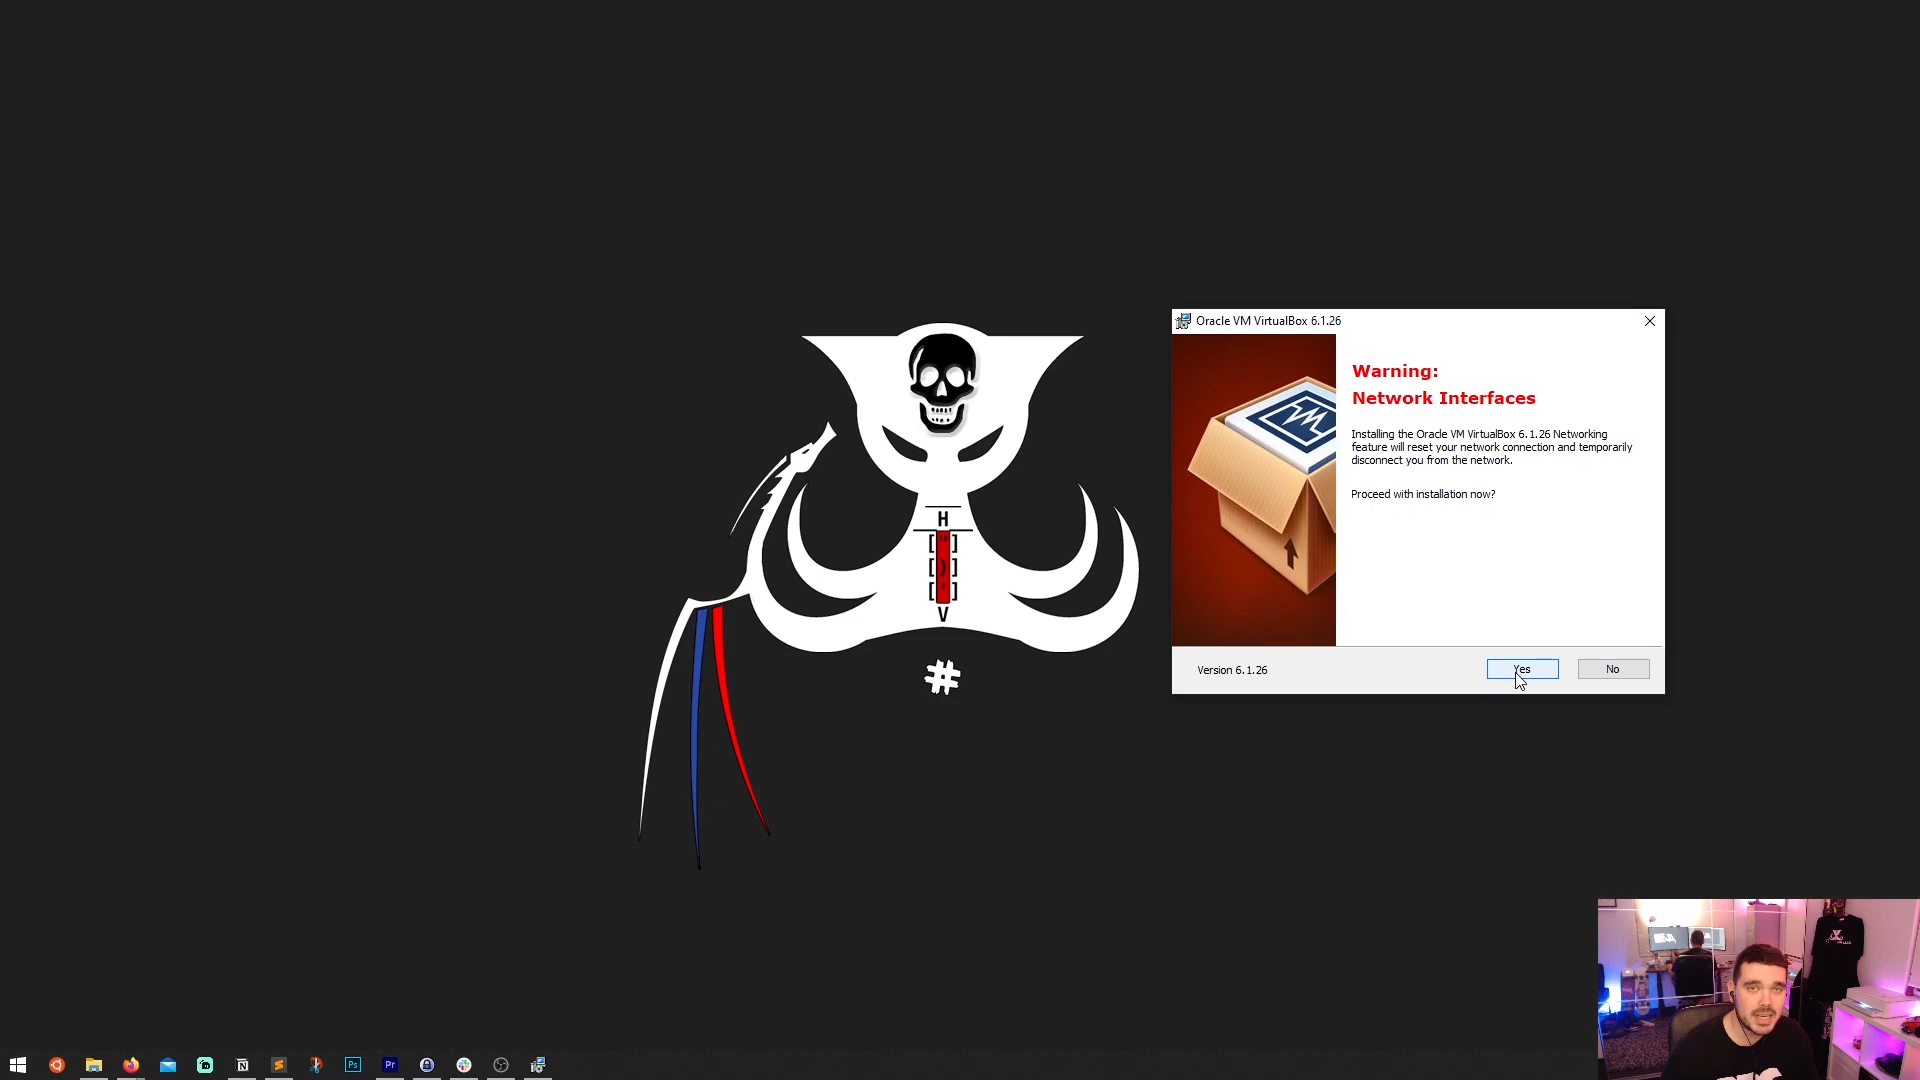 H
["]
[)]
[']
V
#
Oracle VM VirtualBox 6.1.26
Warning:
Network Interfaces
Installing the Oracle VM VirtualBox 6.1.26 Networking
feature will reset your network connection and temporarily
disconnect you from the network.
Proceed with installation now?
Version 6.1.26
Yes
No
N
Ps
Pr